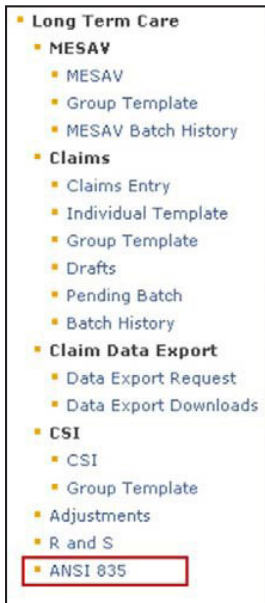 Long Term Care
MESAV
MESAV
Group Template
MESAV Batch History
Claims
Claims Entry
Individual Template
Group Template
Drafts
Pending Batch
Batch History
Claim Data Export
Data Export Request
Data Export Downloads
CSI
CSI
Group Template
Adjustments
R and S
ANSI 835